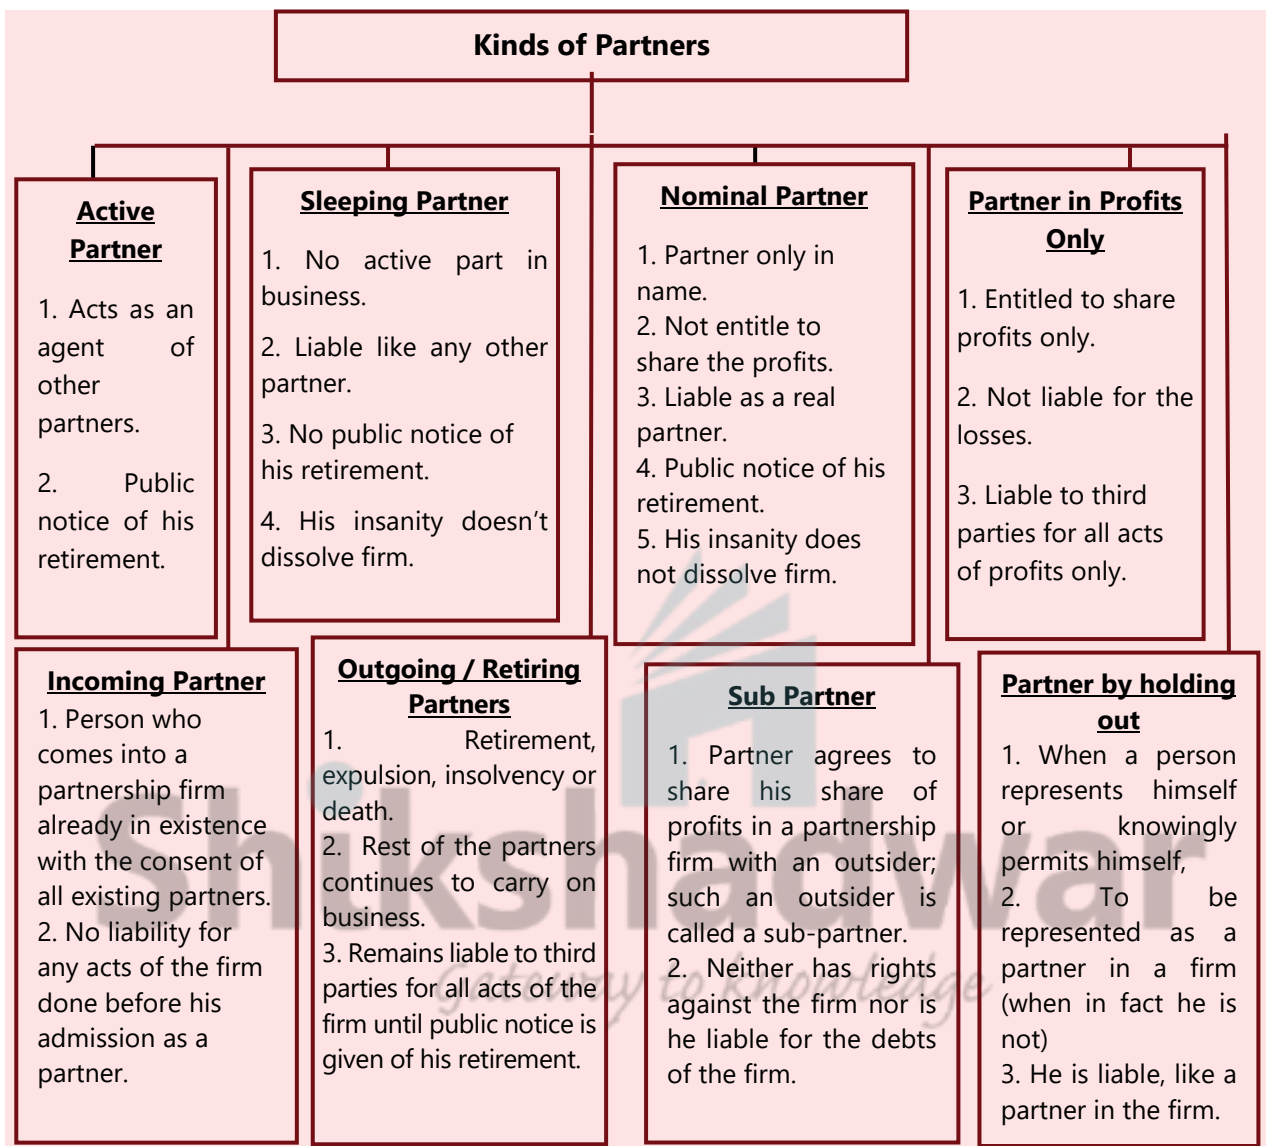 Kinds of Partners
Active
Partner
1. Acts as an
agent of
other
partners.
2. Public
notice of his
retirement.
Sleeping Partner
1. No active part in
business.
2. Liable like any other
partner.
3. No public notice of
his retirement.
4. His insanity doesn’t
dissolve firm.
Nominal Partner
1. Partner only in
name.
2. Not entitle to
share the profits.
3. Liable as a real
partner.
4. Public notice of his
retirement.
5. His insanity does
not dissolve firm.
Partner in Profits
Only
1. Entitled to share
profits only.
2. Not liable for the
losses.
3. Liable to third
parties for all acts
of profits only.
Incoming Partner
1. Person who
comes into a
partnership firm
already in existence
with the consent of
all existing partners.
2. No liability for
any acts of the firm
done before his
admission as a
partner.
Outgoing / Retiring
Partners
1. Retirement,
expulsion, insolvency or
death.
2. Rest of the partners
continues to carry on
business.
3. Remains liable to third
parties for all acts of the
firm until public notice is
given of his retirement.
Sub Partner
1. Partner agrees to
share his share of
profits in a partnership
firm with an outsider;
such an outsider is
called a sub-partner.
2. Neither has rights
against the firm nor is
he liable for the debts
of the firm.
Partner by holding
out
1. When a person
represents himself
or knowingly
permits himself,
2. To be
represented as a
partner in a firm
(when in fact he is
not)
3. He is liable, like a
partner in the firm.
Shikshadwar
Gateway to knowledge